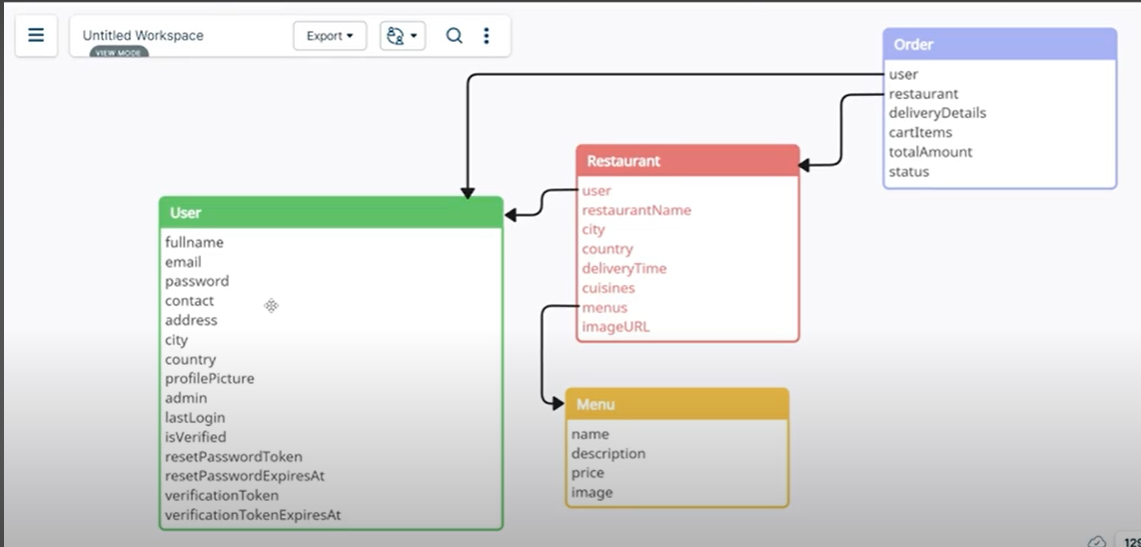 Untitled Workspace
VIEW MODE
Export
Order
user
restaurant
deliveryDetails
cartItems
totalAmount
status
Restaurant
user
restaurantName
city
country
deliveryTime
cuisines
menus
imageURL
User
fullname
email
password
contact
address
city
country
profilePicture
admin
lastLogin
isVerified
resetPasswordToken
resetPasswordExpiresAt
verificationToken
verificationTokenExpiresAt
Menu
name
description
price
image